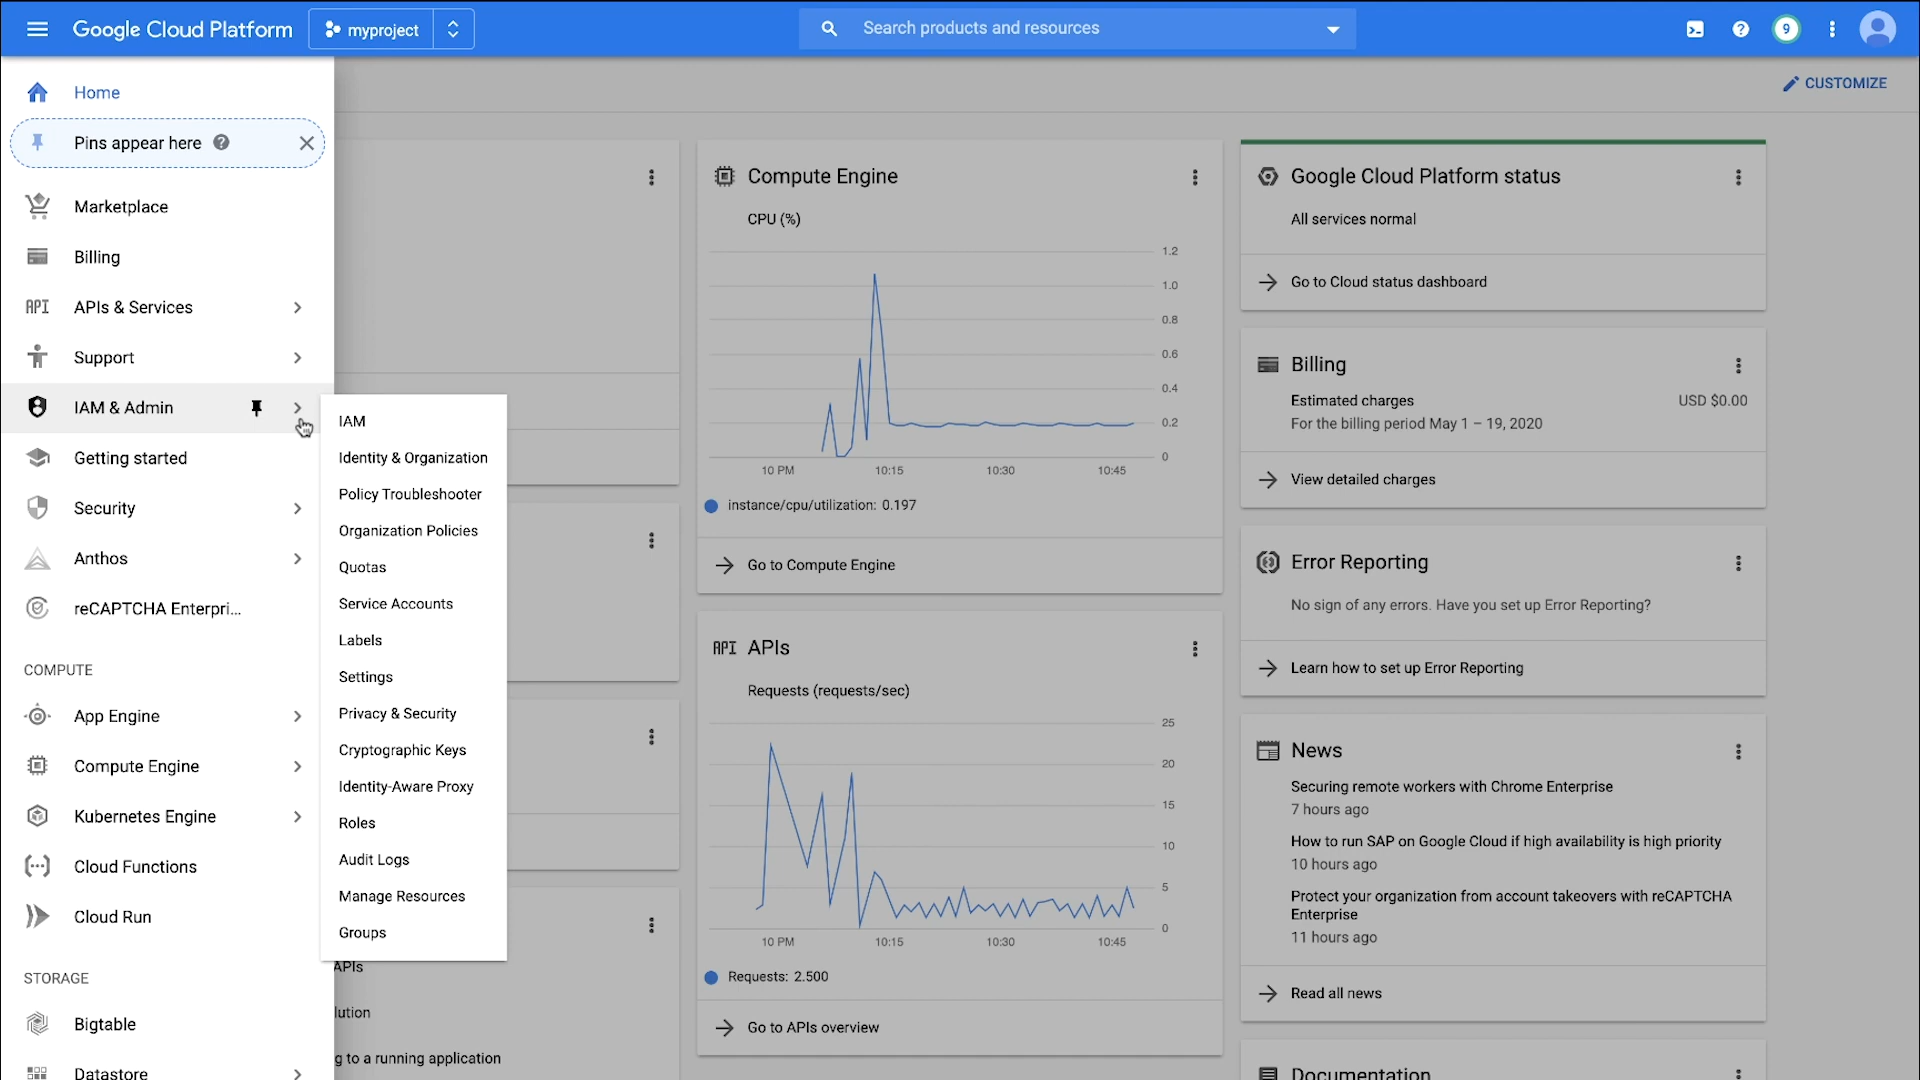 Google Cloud Platform
myproject
Search products and resources
9
Home
Pins appear here
Marketplace
Billing
API APIs & Services
Support
IAM & Admin
Getting started
Security
Anthos
reCAPTCHA Enterpri...
COMPUTE
App Engine
Compute Engine
Kubernetes Engine
Cloud Functions
Cloud Run
STORAGE
Bigtable
Datastore
IAM
Identity & Organization
Policy Troubleshooter
Organization Policies
Quotas
Service Accounts
Labels
Settings
Privacy & Security
Cryptographic Keys
Identity-Aware Proxy
Roles
Audit Logs
Manage Resources
Groups
APIs
lution
g to a running application
CUSTOMIZE
Compute Engine
CPU (%)
1.2
1.0
0.8
0.6
0.4
0.2
0
10 PM 10:15 10:30 10:45
instance/cpu/utilization: 0.197
Go to Compute Engine
API APIs
Requests (requests/sec)
25
20
15
10
5
0
10 PM 10:15 10:30 10:45
Requests: 2.500
Go to APIs overview
Google Cloud Platform status
All services normal
Go to Cloud status dashboard
Billing
Estimated charges USD $0.00
For the billing period May 1 – 19, 2020
View detailed charges
Error Reporting
No sign of any errors. Have you set up Error Reporting?
Learn how to set up Error Reporting
News
Securing remote workers with Chrome Enterprise
7 hours ago
How to run SAP on Google Cloud if high availability is high priority
10 hours ago
Protect your organization from account takeovers with reCAPTCHA
Enterprise
11 hours ago
Read all news
Documentation